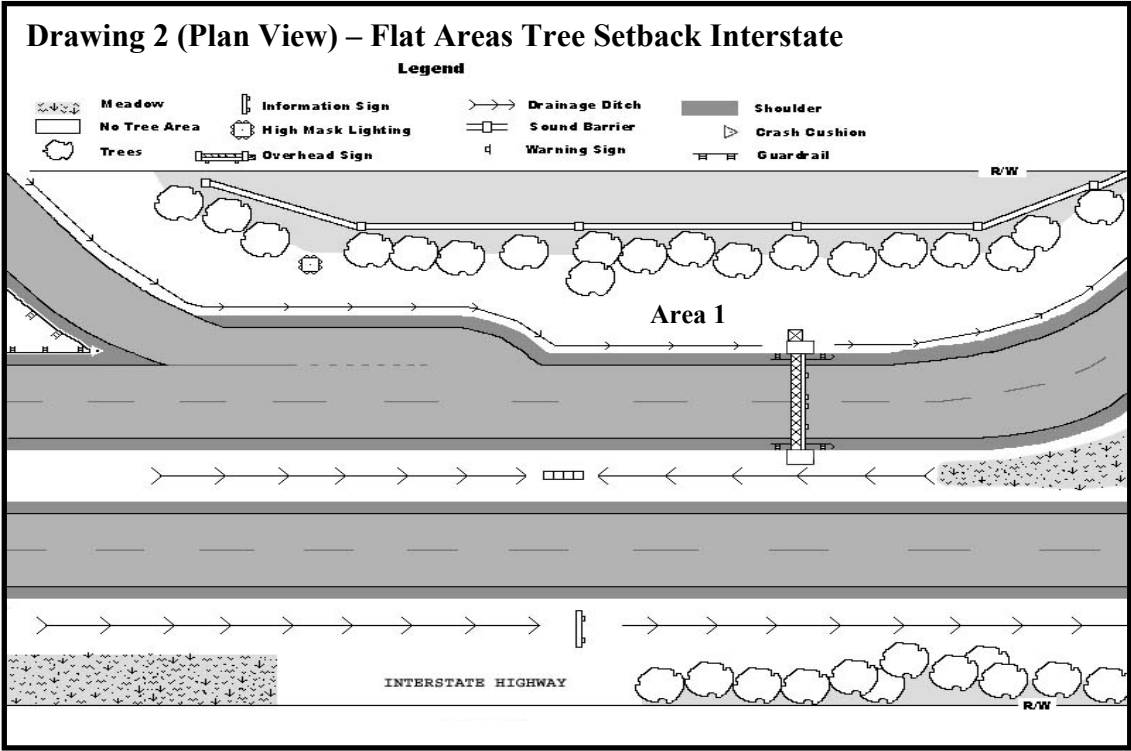 Drawing 2 (Plan View) – Flat Areas Tree Setback Interstate
Legend
Meadow
No Tree Area
Trees
Information Sign
High Mask Lighting
Overhead Sign
Drainage Ditch
Sound Barrier
Warning Sign
Shoulder
Crash Cushion
Guardrail
R/W
Area 1
INTERSTATE HIGHWAY
R/W